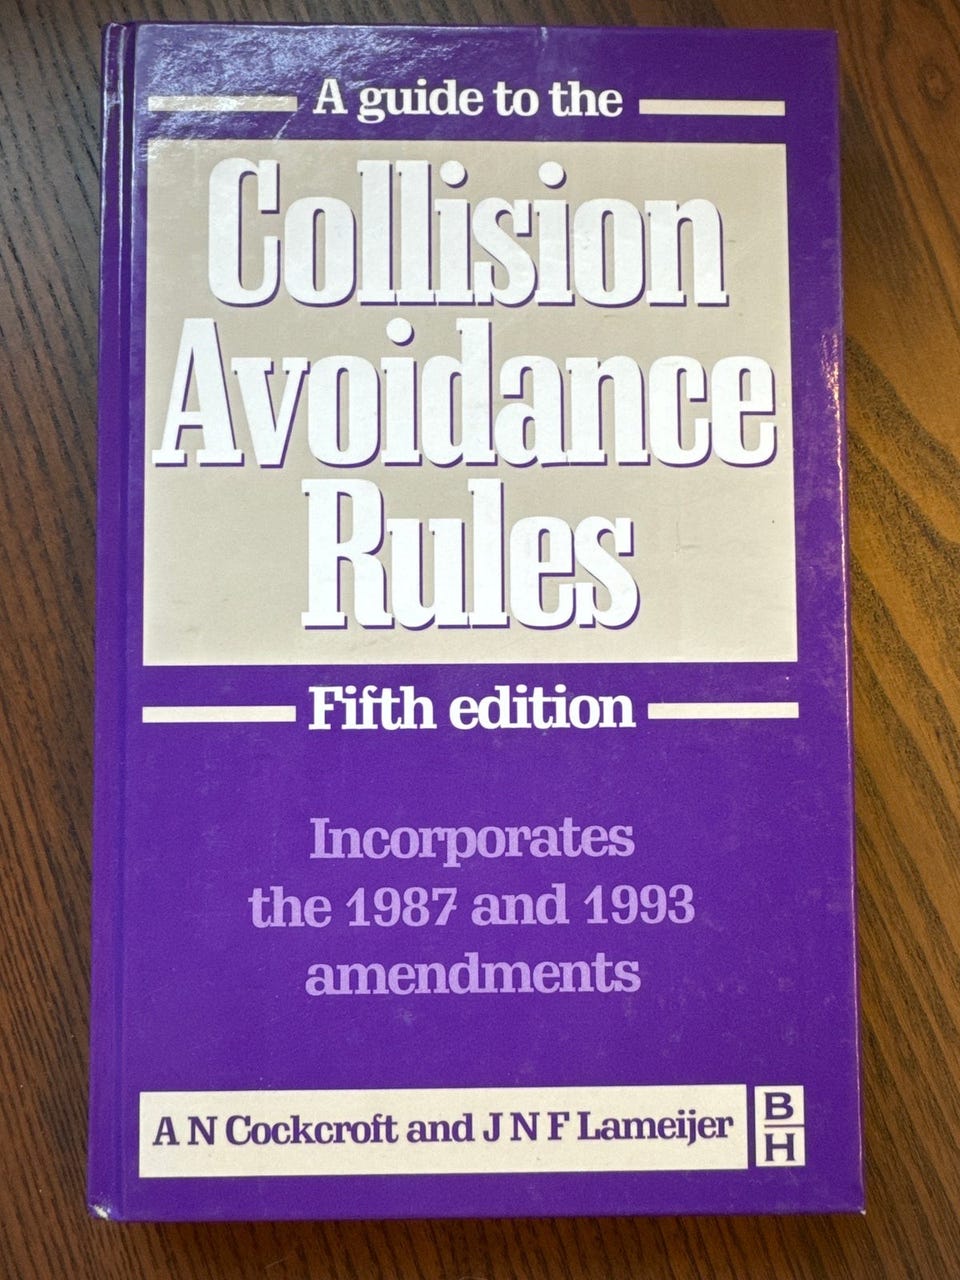 A guide to the
Collision
Avoidance
Rules
Fifth edition
Incorporates
the 1987 and 1993
amendments
A N Cockcroft and J N F Lameijer
B
H